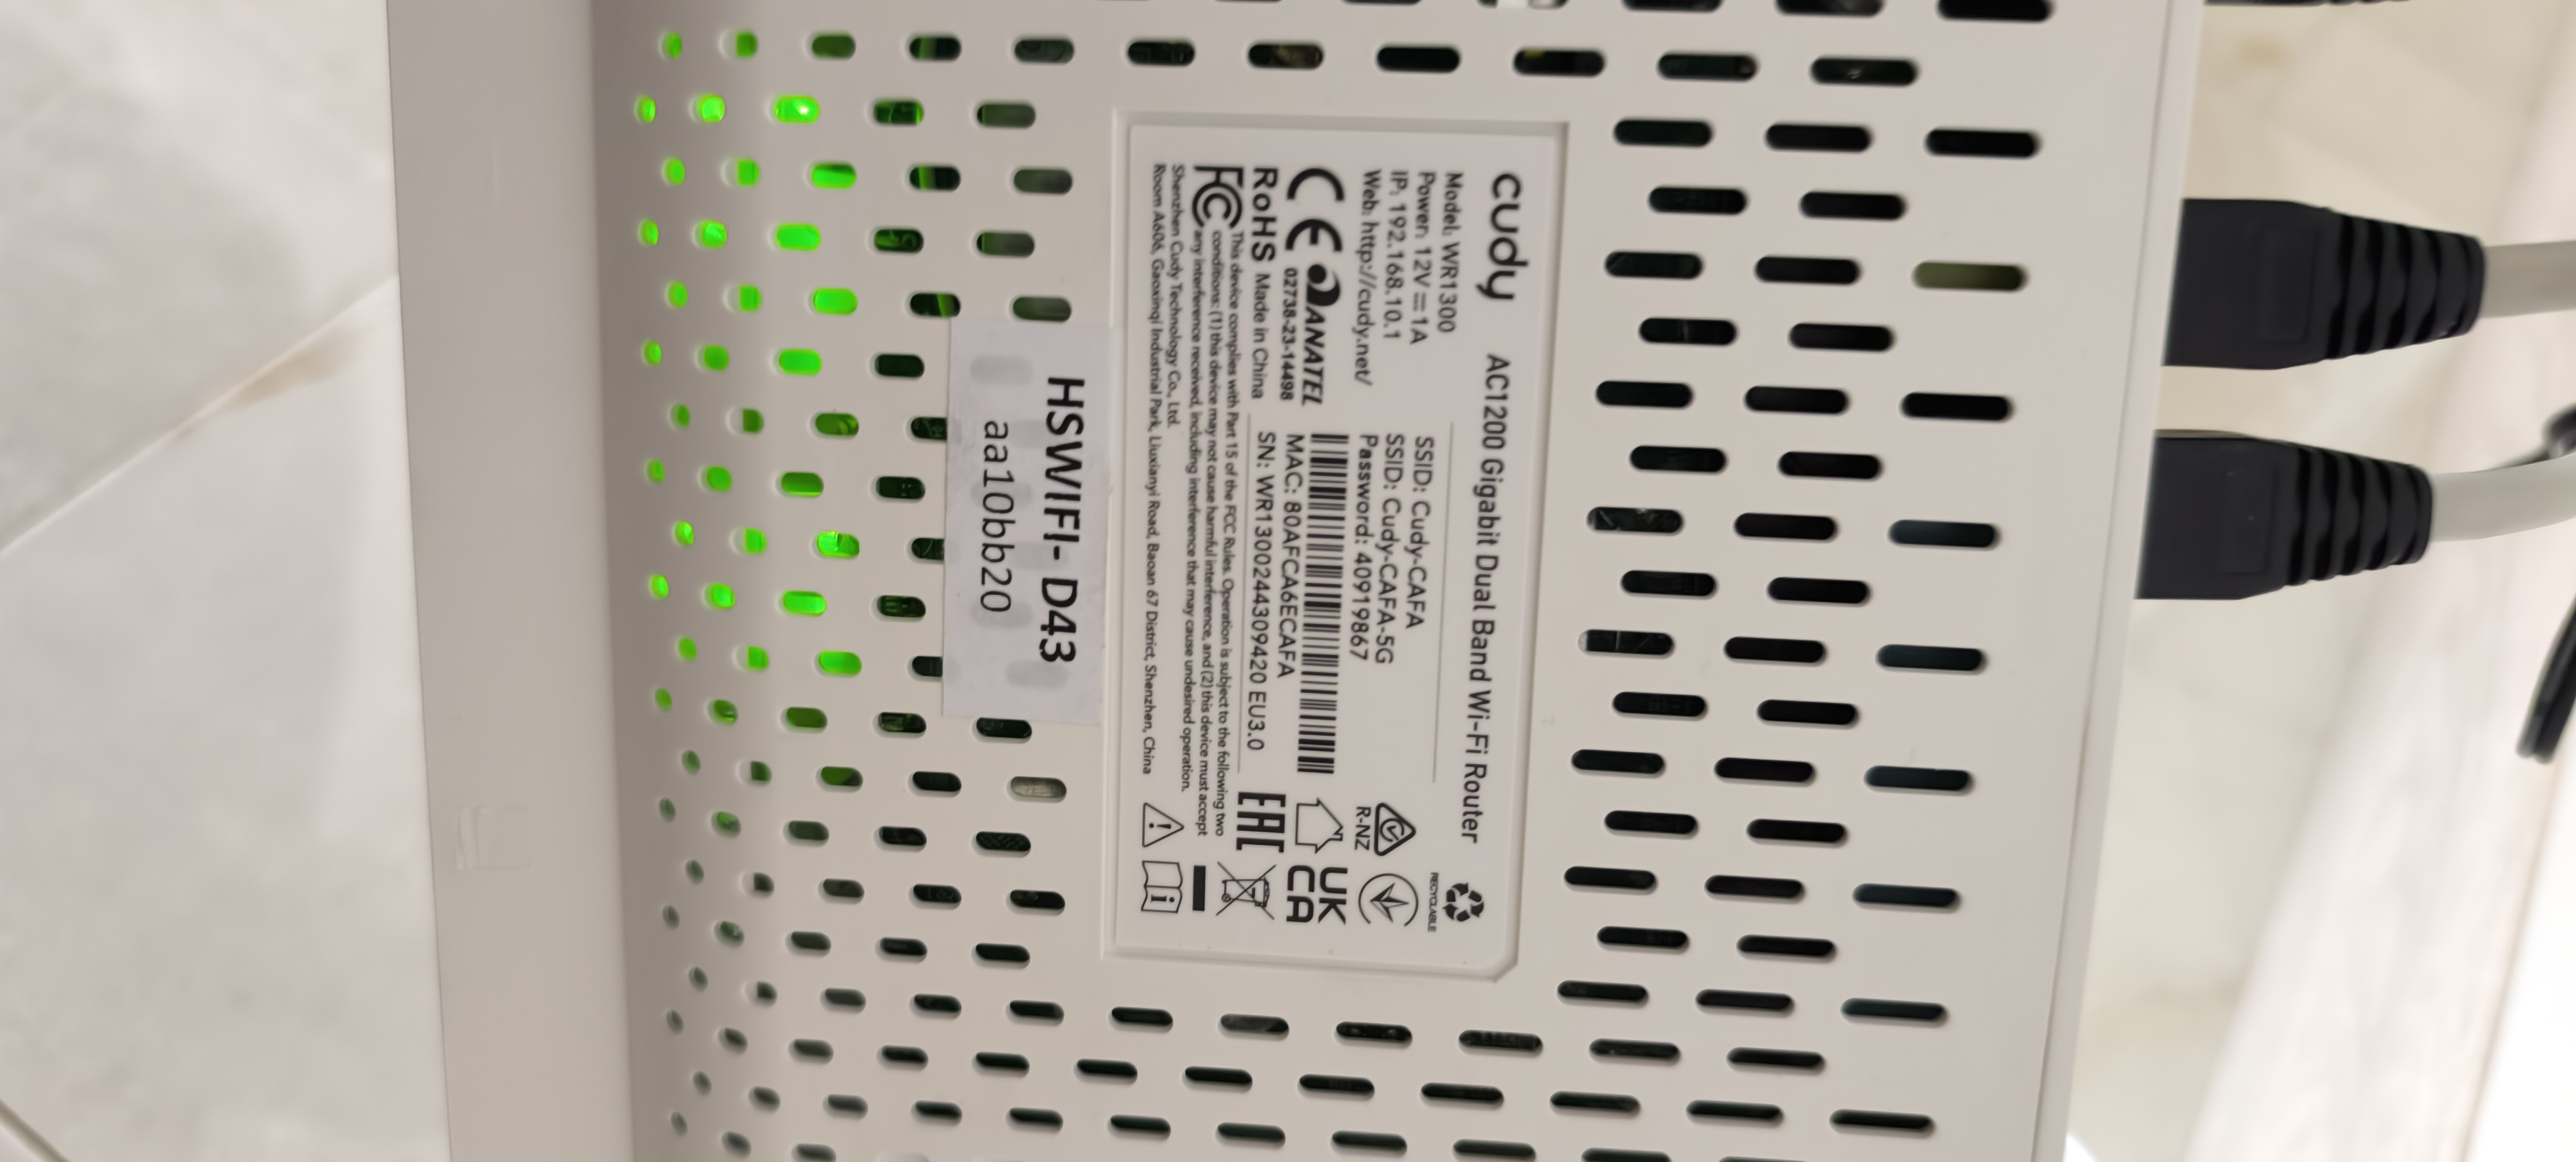 cudy AC1200 Gigabit Dual Band Wi-Fi Router
Model: WR1300
Power: 12V⎓1A
IP: 192.168.10.1
Web: http://cudy.net/
SSID: Cudy-CAFA
SSID: Cudy-CAFA-5G
Password: 40919867
MAC: 80AFCA6ECAFA
SN: WR1300244309420 EU3.0
CE ANATEL
02738-23-14498
RoHS Made in China
FC This device complies with Part 15 of the FCC Rules. Operation is subject to the following two
conditions: (1) this device may not cause harmful interference, and (2) this device must accept
any interference received, including interference that may cause undesired operation.
Shenzhen Cudy Technology Co., Ltd.
Room A606, Gaoxinqi Industrial Park, Liuxianyi Road, Baoan 67 District, Shenzhen, China
RECYCLABLE
R-NZ
UK
CA
EAC
HSWIFI- D43
aa10bb20